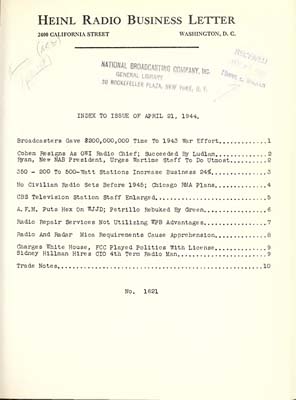 HEINL RADIO BUSINESS LETTER
2400 CALIFORNIA STREET WASHINGTON, D. C.
RECEIVED
NATIONAL BROADCASTING COMPANY, INC.
GENERAL LIBRARY
30 ROCKEFELLER PLAZA, NEW YORK, N. Y.
INDEX TO ISSUE OF APRIL 21, 1944.
Broadcasters Gave $200,000,000 Time To 1943 War Effort.............1
Cohen Resigns As OWI Radio Chief; Succeeded By Ludlum..............2
Ryan, New NAB President, Urges Wartime Staff To Do Utmost..........2
350 - 200 To 500-Watt Stations Increase Business 24%...............3
No Civilian Radio Sets Before 1945; Chicago RMA Plans..............4
CBS Television Station Staff Enlarged..............................5
A.F.M. Puts Hex On WJJD; Petrillo Rebuked By Green.................6
Radio Repair Services Not Utilizing WPB Advantages.................7
Radio And Radar Mica Requirements Cause Apprehension...............8
Charges White House, FCC Played Politics With License..............9
Sidney Hillman Hires CIO 4th Term Radio Man........................9
Trade Notes.......................................................10
No. 1621